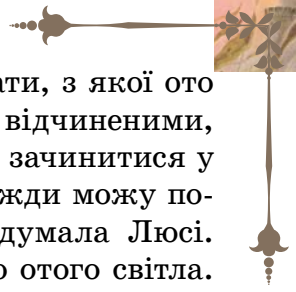 ати, з якої ото
відчиненими,
зачинитися у
жди можу по-
думала Люсі.
о отого світла.